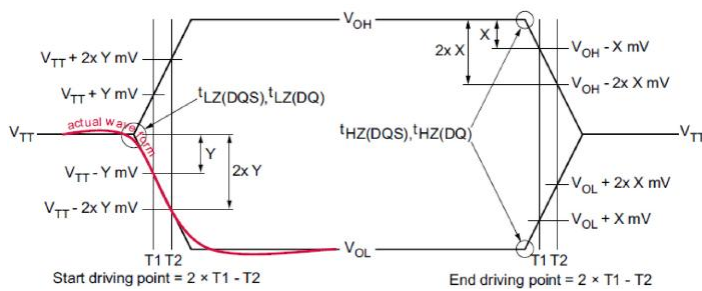 V_OH
V_TT + 2x Y mV
V_TT + Y mV
t_LZ(DQS),t_LZ(DQ)
actual wave form
V_TT
Y
2x Y
V_TT - Y mV
V_TT - 2x Y mV
T1 T2
V_OL
Start driving point = 2 × T1 - T2
X
2x X
V_OH - X mV
V_OH - 2x X mV
t_HZ(DQS),t_HZ(DQ)
V_TT
V_OL + 2x X mV
V_OL + X mV
T1 T2
End driving point = 2 × T1 - T2